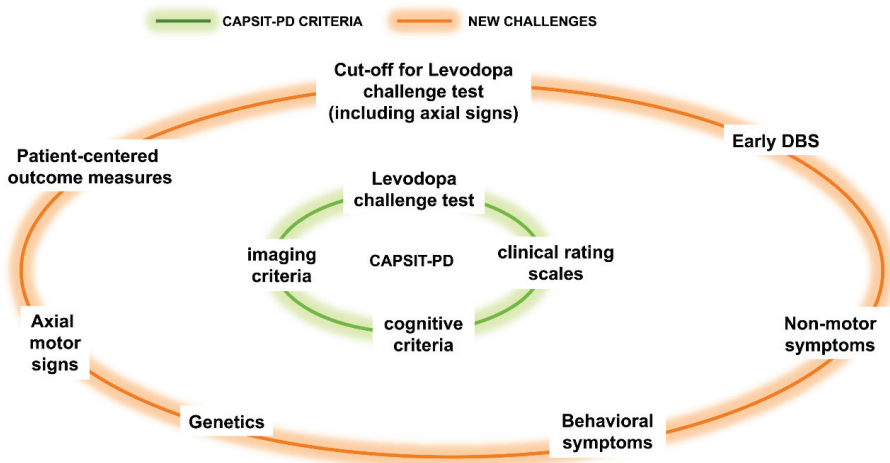 CAPSIT-PD CRITERIA
NEW CHALLENGES
Cut-off for Levodopa
challenge test
(including axial signs)
Early DBS
Patient-centered
outcome measures
Levodopa
challenge test
imaging
criteria
CAPSIT-PD
clinical rating
scales
cognitive
criteria
Axial
motor
signs
Non-motor
symptoms
Genetics
Behavioral
symptoms